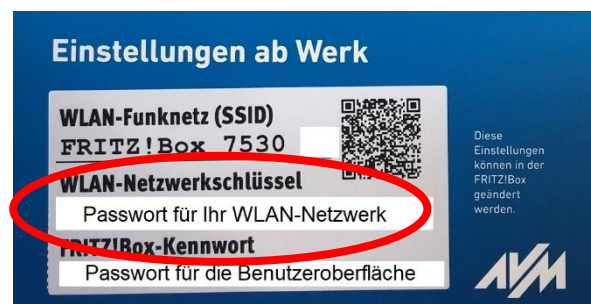 Einstellungen ab Werk
WLAN-Funknetz (SSID)
FRITZ!Box 7530
WLAN-Netzwerkschlüssel
Passwort für Ihr WLAN-Netzwerk
FRITZ!Box-Kennwort
Passwort für die Benutzeroberfläche
Diese
Einstellungen
können in der
FRITZ!Box
geändert
werden.
AVM